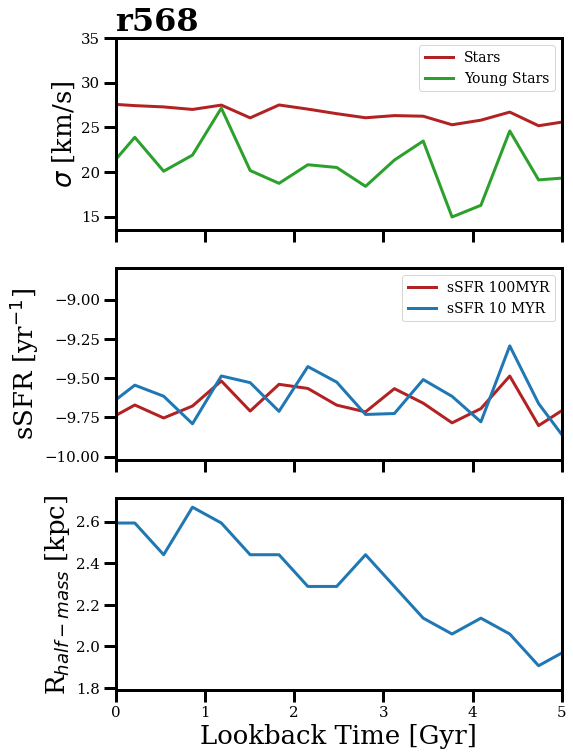 r568
35
30
25
20
15
σ [km/s]
Stars
Young Stars
−9.00
−9.25
−9.50
−9.75
−10.00
sSFR [yr⁻¹]
sSFR 100MYR
sSFR 10 MYR
2.6
2.4
2.2
2.0
1.8
R_half−mass [kpc]
0 1 2 3 4 5
Lookback Time [Gyr]